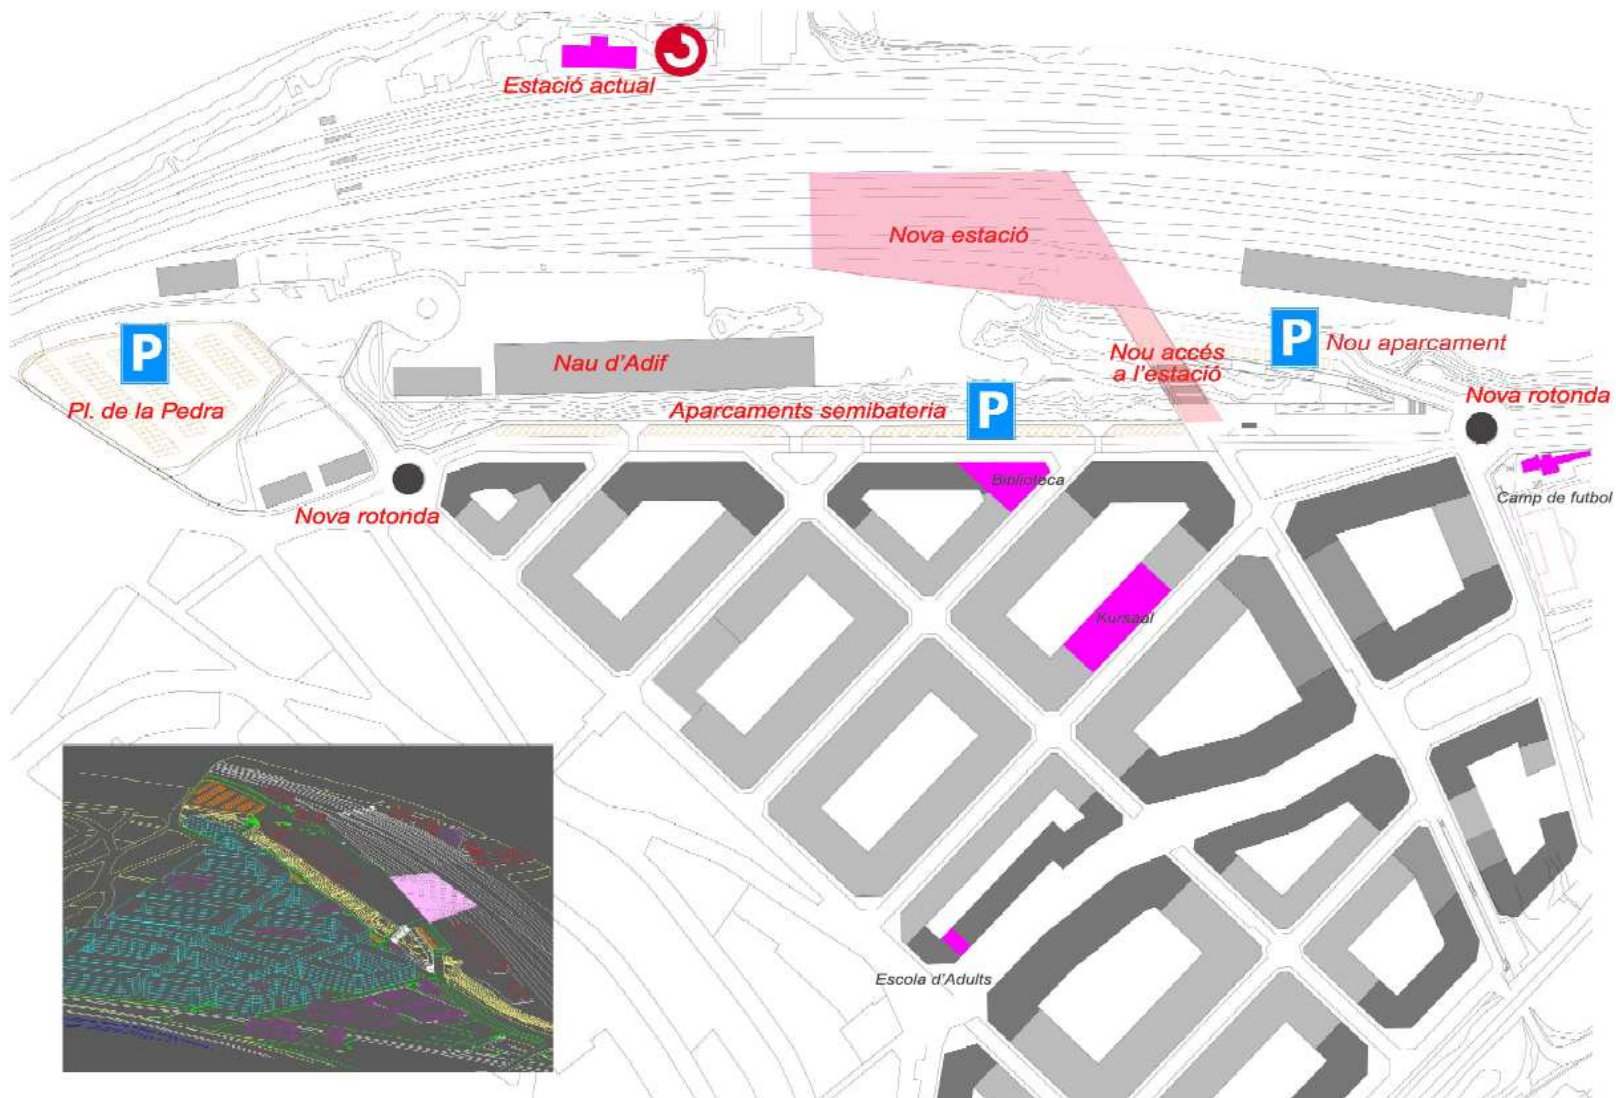 Estació actual
Nova estació
P
Nou aparcament
P
Nau d'Adif
Nou accés
a l'estació
Nova rotonda
Pl. de la Pedra
Aparcaments semibateria
P
Biblioteca
Camp de futbol
Nova rotonda
Kursaal
Escola d'Adults